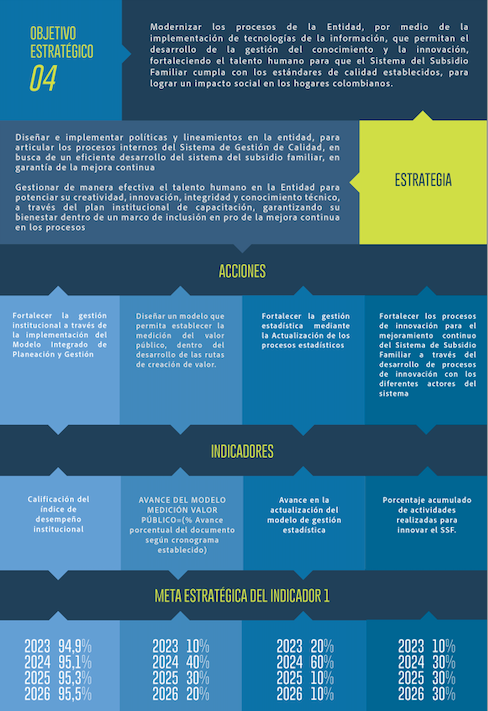 OBJETIVO
ESTRATÉGICO
04
Modernizar los procesos de la Entidad, por medio de la
implementación de tecnologías de la información, que permitan el
desarrollo de la gestión del conocimiento y la innovación,
fortaleciendo el talento humano para que el Sistema del Subsidio
Familiar cumpla con los estándares de calidad establecidos, para
lograr un impacto social en los hogares colombianos.
Diseñar e implementar políticas y lineamientos en la entidad, para
articular los procesos internos del Sistema de Gestión de Calidad, en
busca de un eficiente desarrollo del sistema del subsidio familiar, en
garantía de la mejora continua
Gestionar de manera efectiva el talento humano en la Entidad para
potenciar su creatividad, innovación, integridad y conocimiento técnico,
a través del plan institucional de capacitación, garantizando su
bienestar dentro de un marco de inclusión en pro de la mejora continua
en los procesos
ESTRATEGIA
ACCIONES
Fortalecer la gestión
institucional a través de
la implementación del
Modelo Integrado de
Planeación y Gestión
Diseñar un modelo que
permita establecer la
medición del valor
público, dentro del
desarrollo de las rutas
de creación de valor.
Fortalecer la gestión
estadística mediante
la Actualización de los
procesos estadísticos
Fortalecer los procesos
de innovación para el
mejoramiento continuo
del Sistema de Subsidio
Familiar a través del
desarrollo de procesos
de innovación con los
diferentes actores del
sistema
INDICADORES
Calificación del
índice de
desempeño
institucional
AVANCE DEL MODELO
MEDICIÓN VALOR
PÚBLICO=(% Avance
porcentual del documento
según cronograma
establecido)
Avance en la
actualización del
modelo de gestión
estadística
Porcentaje acumulado
de actividades
realizadas para
innovar el SSF.
META ESTRATÉGICA DEL INDICADOR 1
2023 94,9%
2024 95,1%
2025 95,3%
2026 95,5%
2023 10%
2024 40%
2025 30%
2026 20%
2023 20%
2024 60%
2025 10%
2026 10%
2023 10%
2024 30%
2025 30%
2026 30%